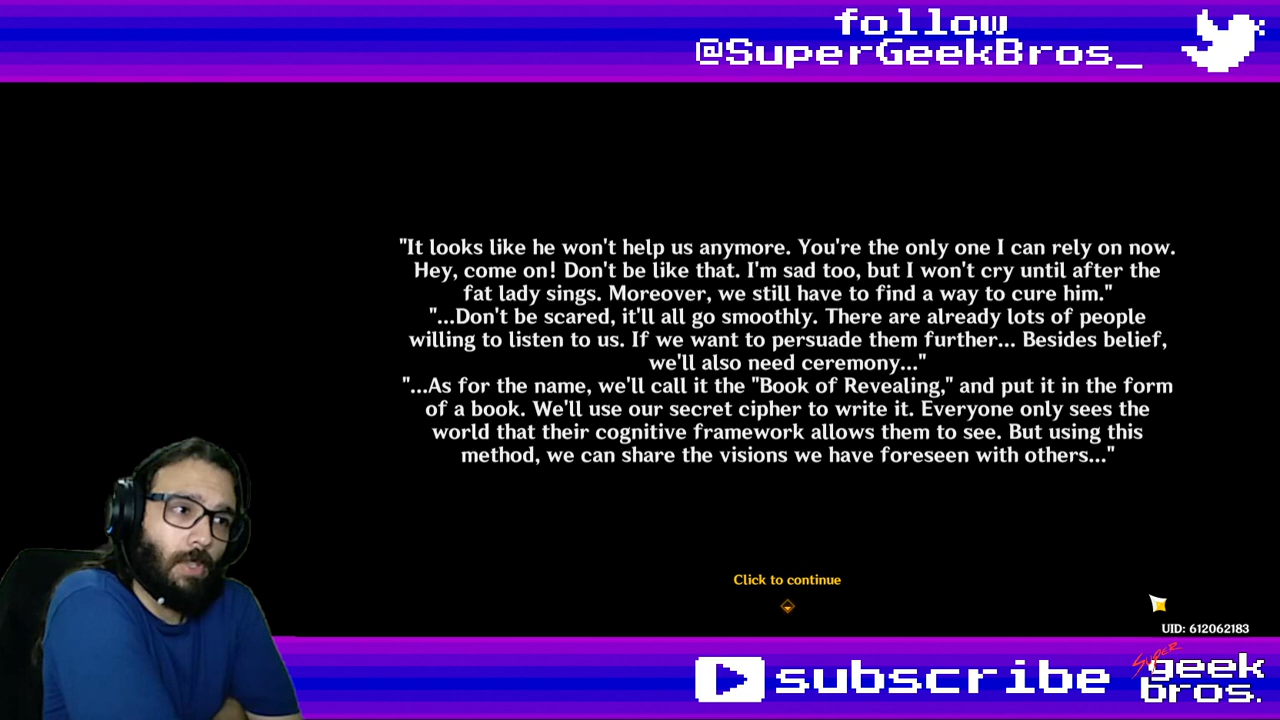 follow
@SuperGeekBros_
"It looks like he won't help us anymore. You're the only one I can rely on now.
Hey, come on! Don't be like that. I'm sad too, but I won't cry until after the
fat lady sings. Moreover, we still have to find a way to cure him."
"...Don't be scared, it'll all go smoothly. There are already lots of people
willing to listen to us. If we want to persuade them further... Besides belief,
we'll also need ceremony..."
"...As for the name, we'll call it the "Book of Revealing," and put it in the form
of a book. We'll use our secret cipher to write it. Everyone only sees the
world that their cognitive framework allows them to see. But using this
method, we can share the visions we have foreseen with others..."
Click to continue
UID: 612062183
subscribe
SUPER
geek
bros.